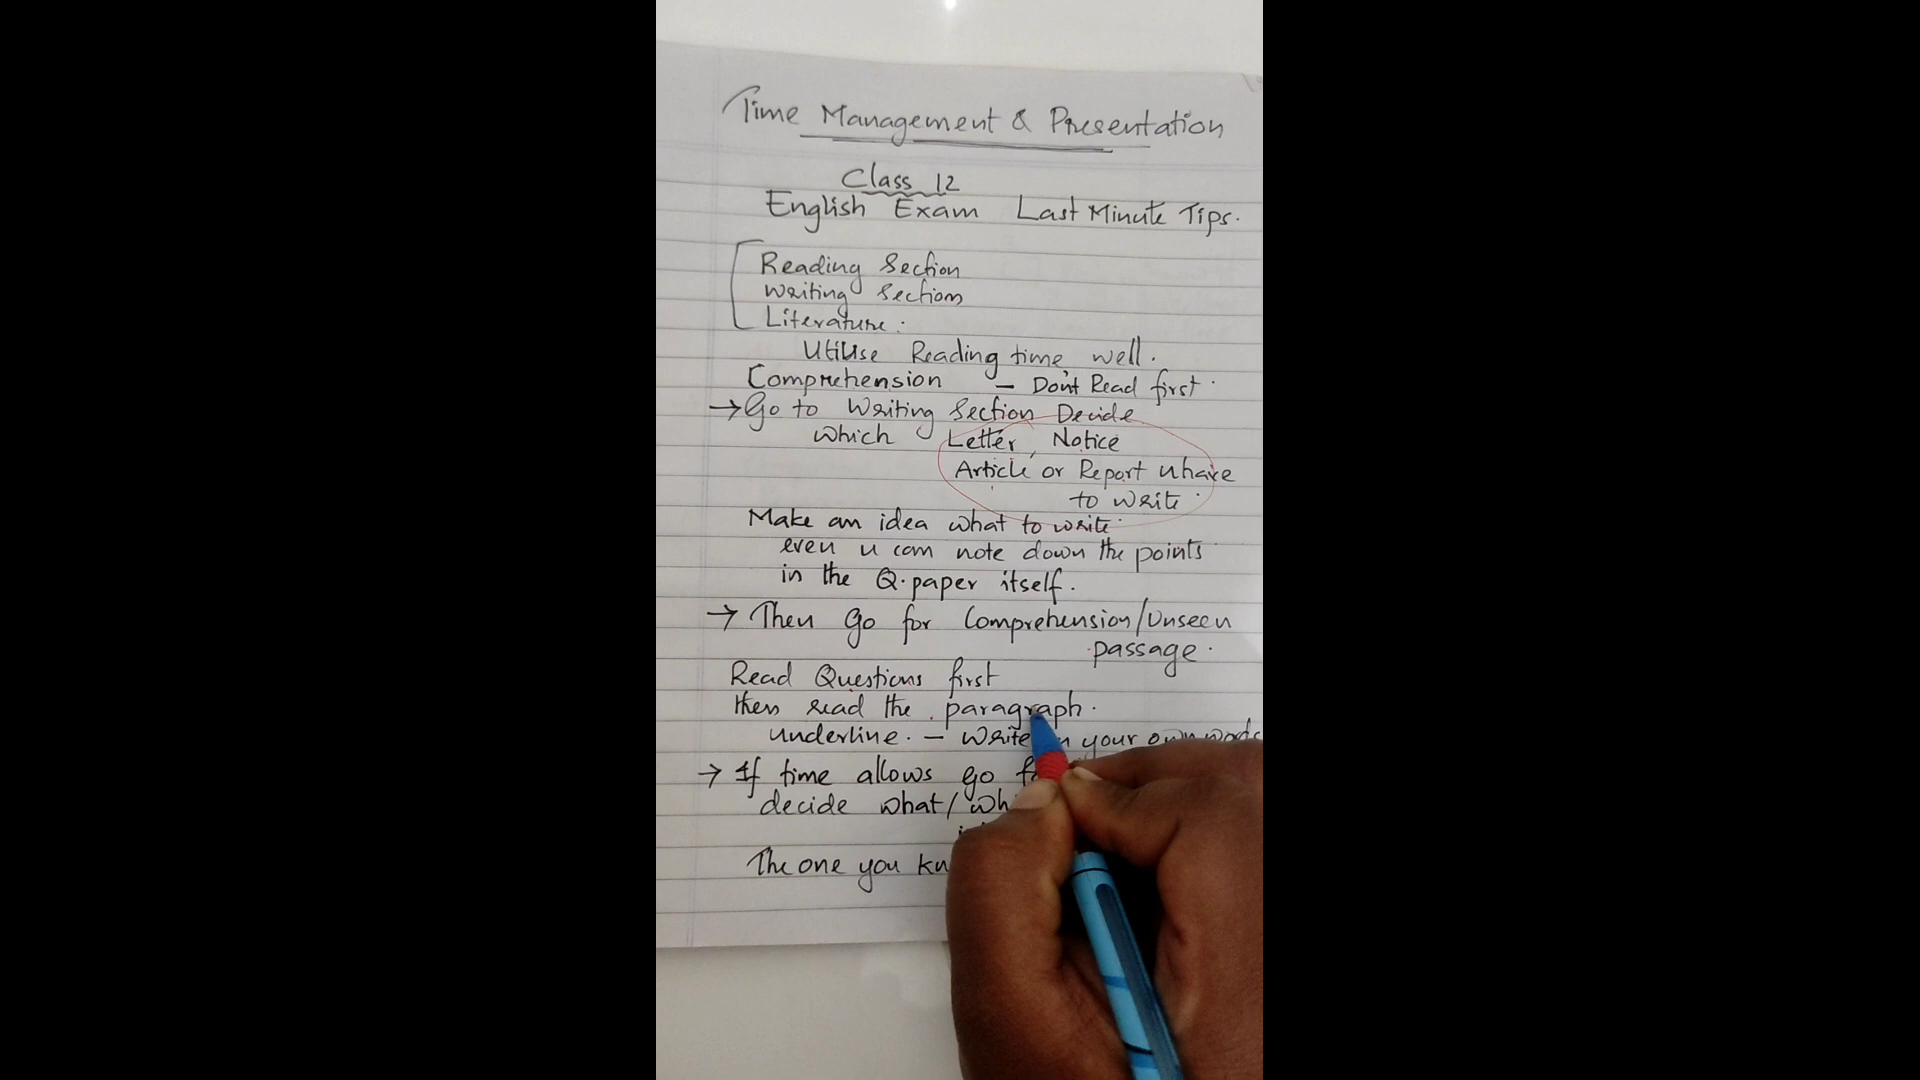 Time Management & Presentation
Class 12
English Exam Last Minute Tips.
Reading Section
Writing Section
Literature.
Utilise Reading time well.
Comprehension – Don't Read first.
→ Go to Writing Section Decide
which Letter, Notice
Article or Report u have
to write.
Make an idea what to write.
even u can note down the points
in the Q.paper itself.
→ Then Go for Comprehension/Unseen
passage.
Read Questions first
then read the paragraph.
underline. – Write in your own words
→ If time allows go
decide what/
The one you